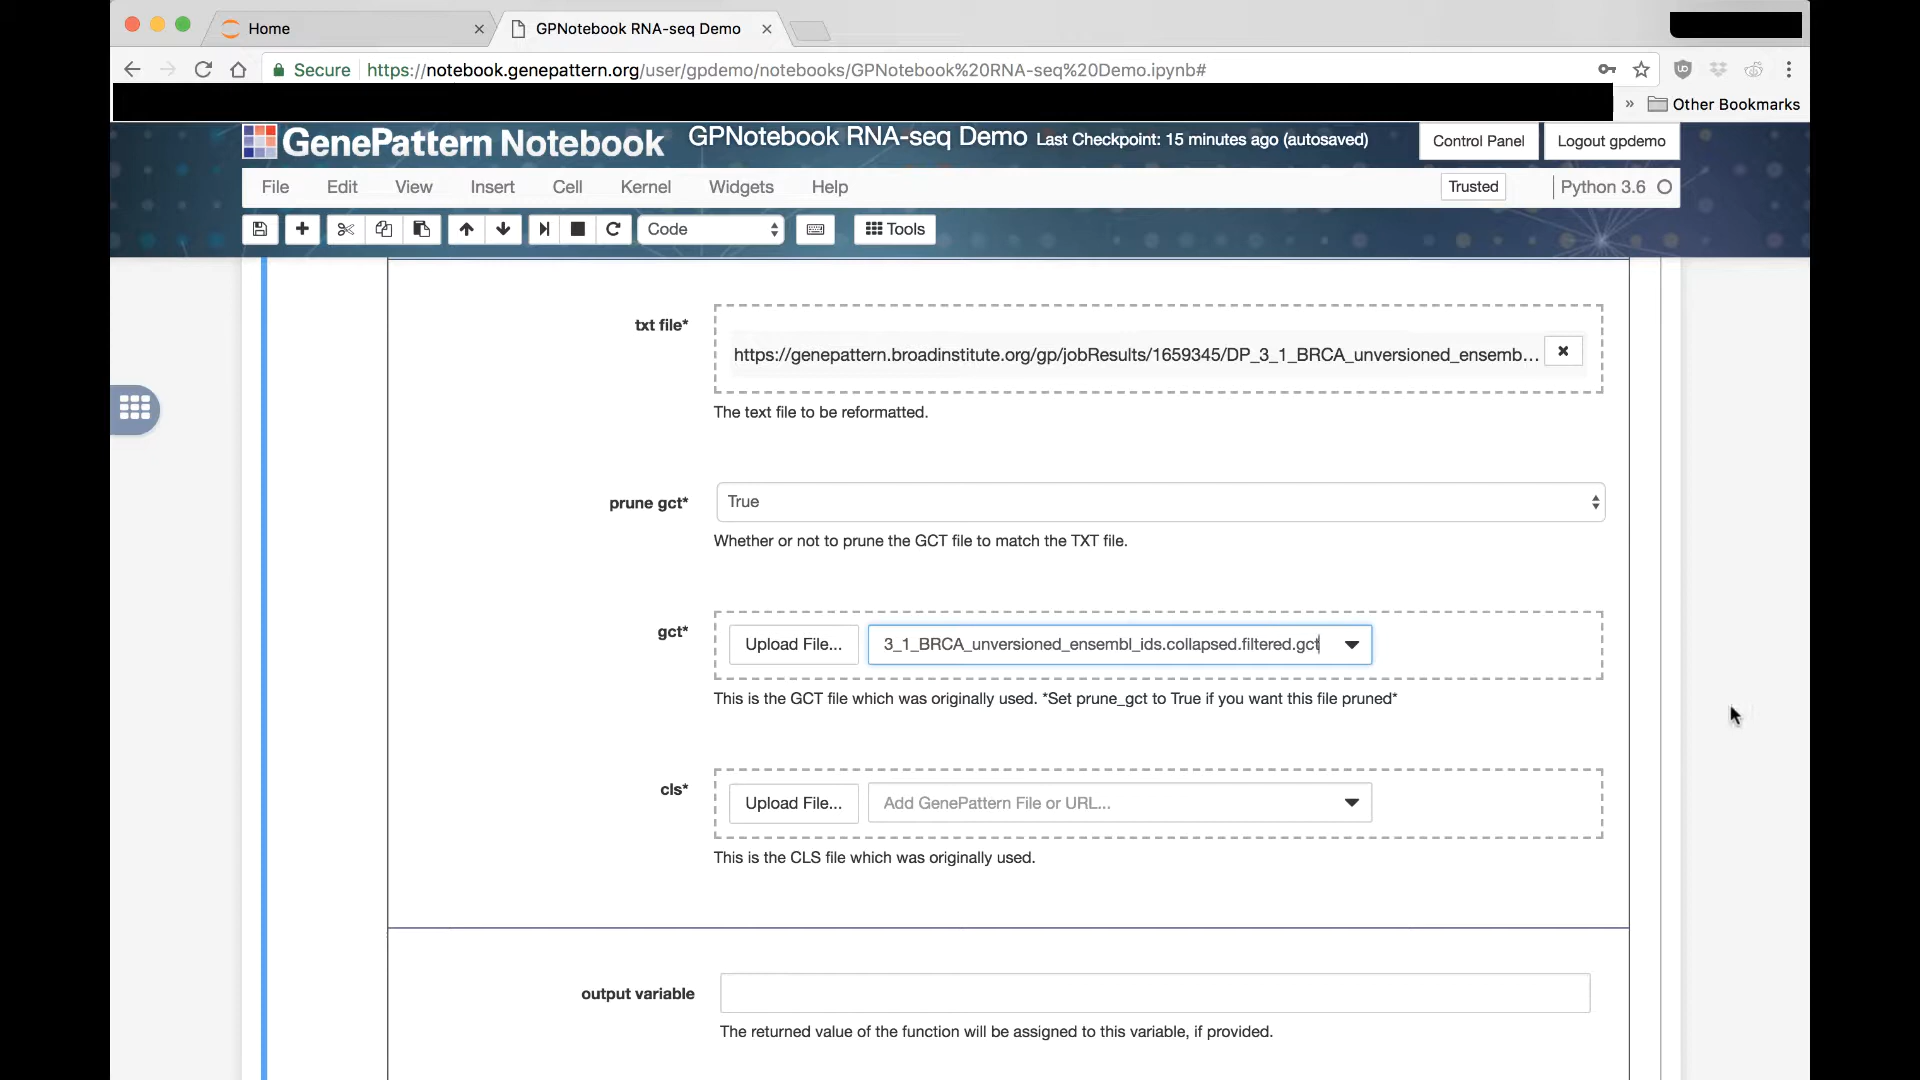 Home
GPNotebook RNA-seq Demo
Secure https://notebook.genepattern.org/user/gpdemo/notebooks/GPNotebook%20RNA-seq%20Demo.ipynb#
» Other Bookmarks
GenePattern Notebook GPNotebook RNA-seq Demo Last Checkpoint: 15 minutes ago (autosaved) Control Panel Logout gpdemo
File Edit View Insert Cell Kernel Widgets Help Trusted Python 3.6
Code Tools
txt file*
https://genepattern.broadinstitute.org/gp/jobResults/1659345/DP_3_1_BRCA_unversioned_ensemb...
The text file to be reformatted.
prune gct* True
Whether or not to prune the GCT file to match the TXT file.
gct* Upload File... 3_1_BRCA_unversioned_ensembl_ids.collapsed.filtered.gct
This is the GCT file which was originally used. *Set prune_gct to True if you want this file pruned*
cls* Upload File... Add GenePattern File or URL...
This is the CLS file which was originally used.
output variable
The returned value of the function will be assigned to this variable, if provided.